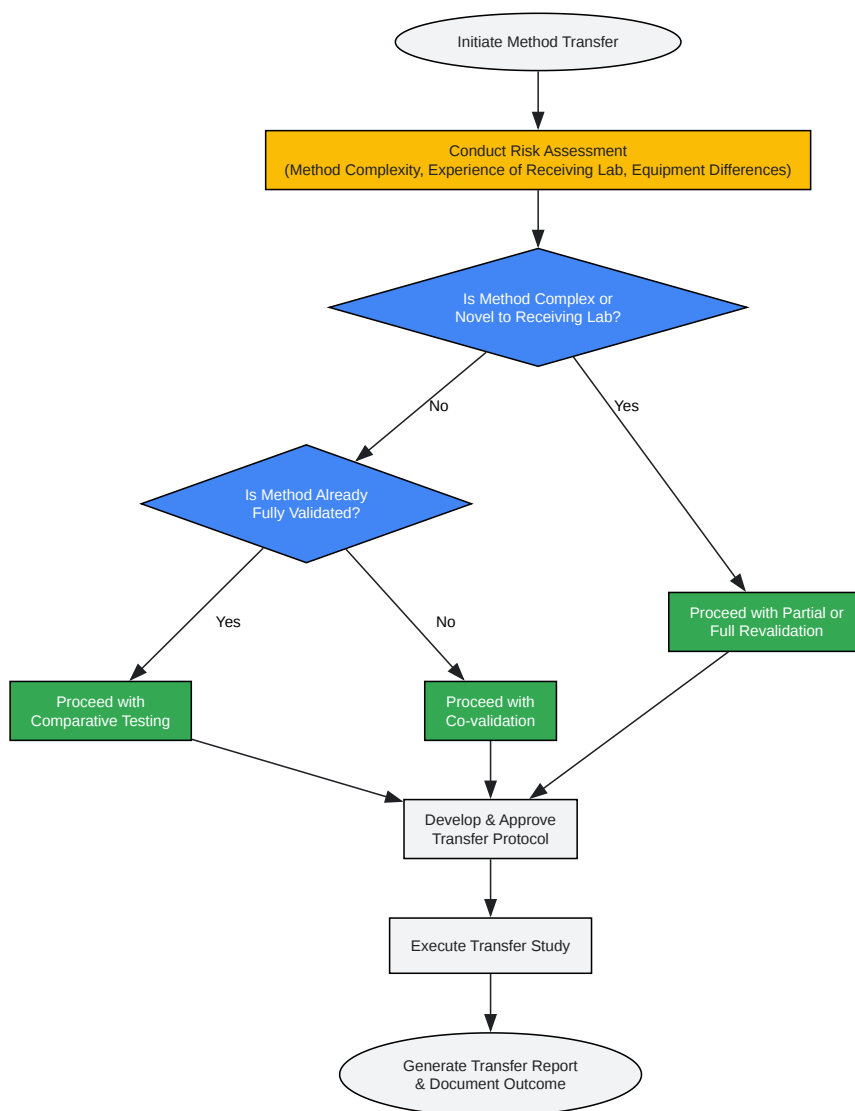 Initiate Method Transfer
Conduct Risk Assessment
(Method Complexity, Experience of Receiving Lab, Equipment Differences)
Is Method Complex or
Novel to Receiving Lab?
No
Yes
Is Method Already
Fully Validated?
Yes
No
Proceed with Partial or
Full Revalidation
Proceed with
Comparative Testing
Proceed with
Co-validation
Develop & Approve
Transfer Protocol
Execute Transfer Study
Generate Transfer Report
& Document Outcome